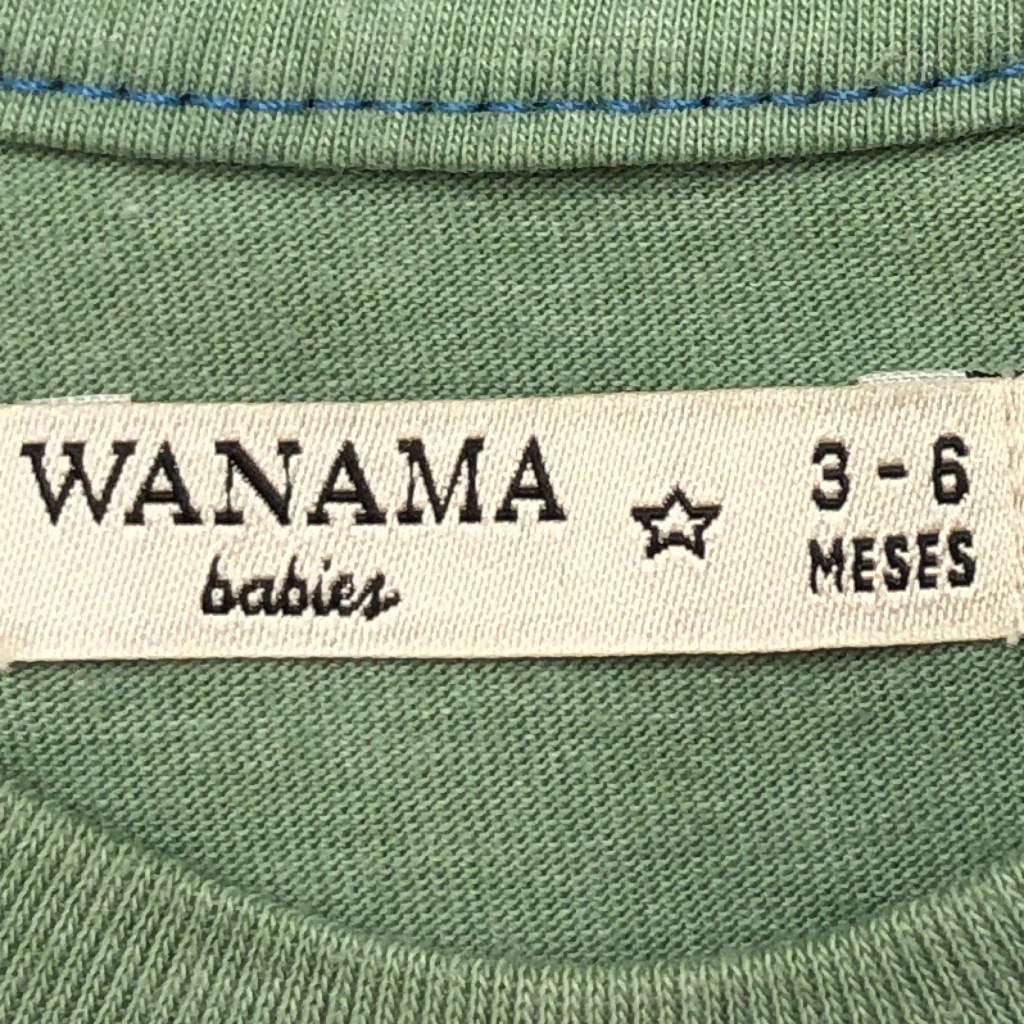 WANAMA
babies
3 - 6
MESES